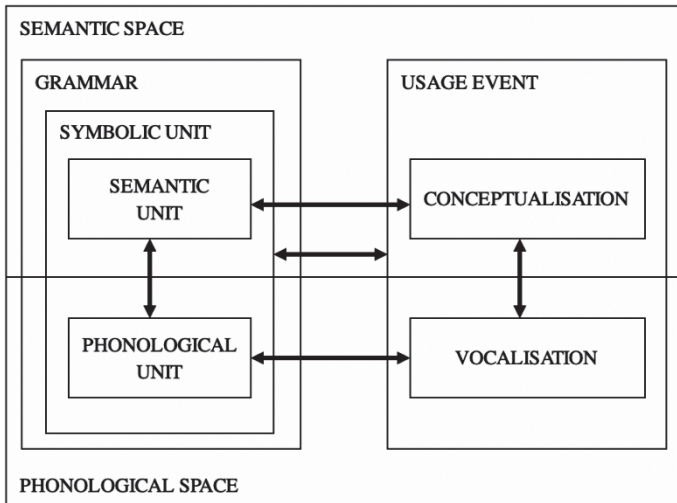 SEMANTIC SPACE
GRAMMAR
USAGE EVENT
SYMBOLIC UNIT
SEMANTIC
UNIT
CONCEPTUALISATION
PHONOLOGICAL
UNIT
VOCALISATION
PHONOLOGICAL SPACE